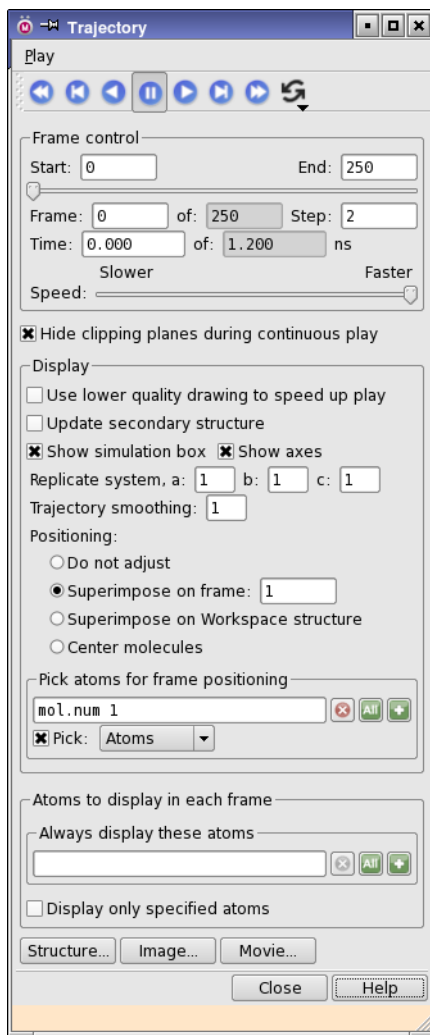 Trajectory
Play
Frame control
Start: 0 End: 250
Frame: 0 of: 250 Step: 2
Time: 0.000 of: 1.200 ns
Slower Faster
Speed:
Hide clipping planes during continuous play
Display
Use lower quality drawing to speed up play
Update secondary structure
Show simulation box Show axes
Replicate system, a: 1 b: 1 c: 1
Trajectory smoothing: 1
Positioning:
Do not adjust
Superimpose on frame: 1
Superimpose on Workspace structure
Center molecules
Pick atoms for frame positioning
mol.num 1 All
Pick: Atoms
Atoms to display in each frame
Always display these atoms
All
Display only specified atoms
Structure... Image... Movie...
Close Help